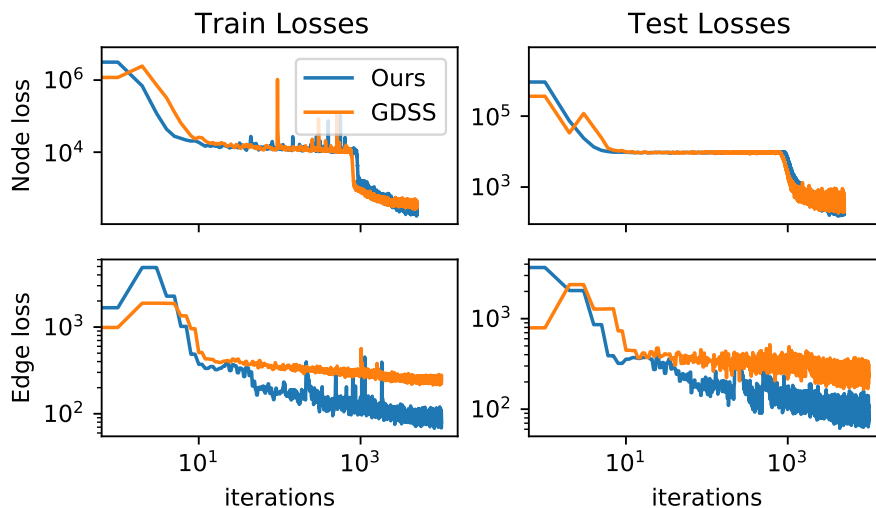 Train Losses
Test Losses
Node loss
10^6
10^4
Ours
GDSS
10^5
10^3
Edge loss
10^3
10^2
10^1
10^3
iterations
10^3
10^2
10^1
10^3
iterations